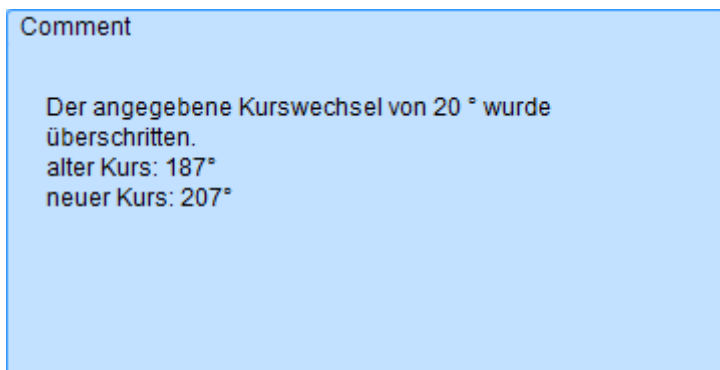 Comment
Der angegebene Kurswechsel von 20 ° wurde
überschritten.
alter Kurs: 187°
neuer Kurs: 207°